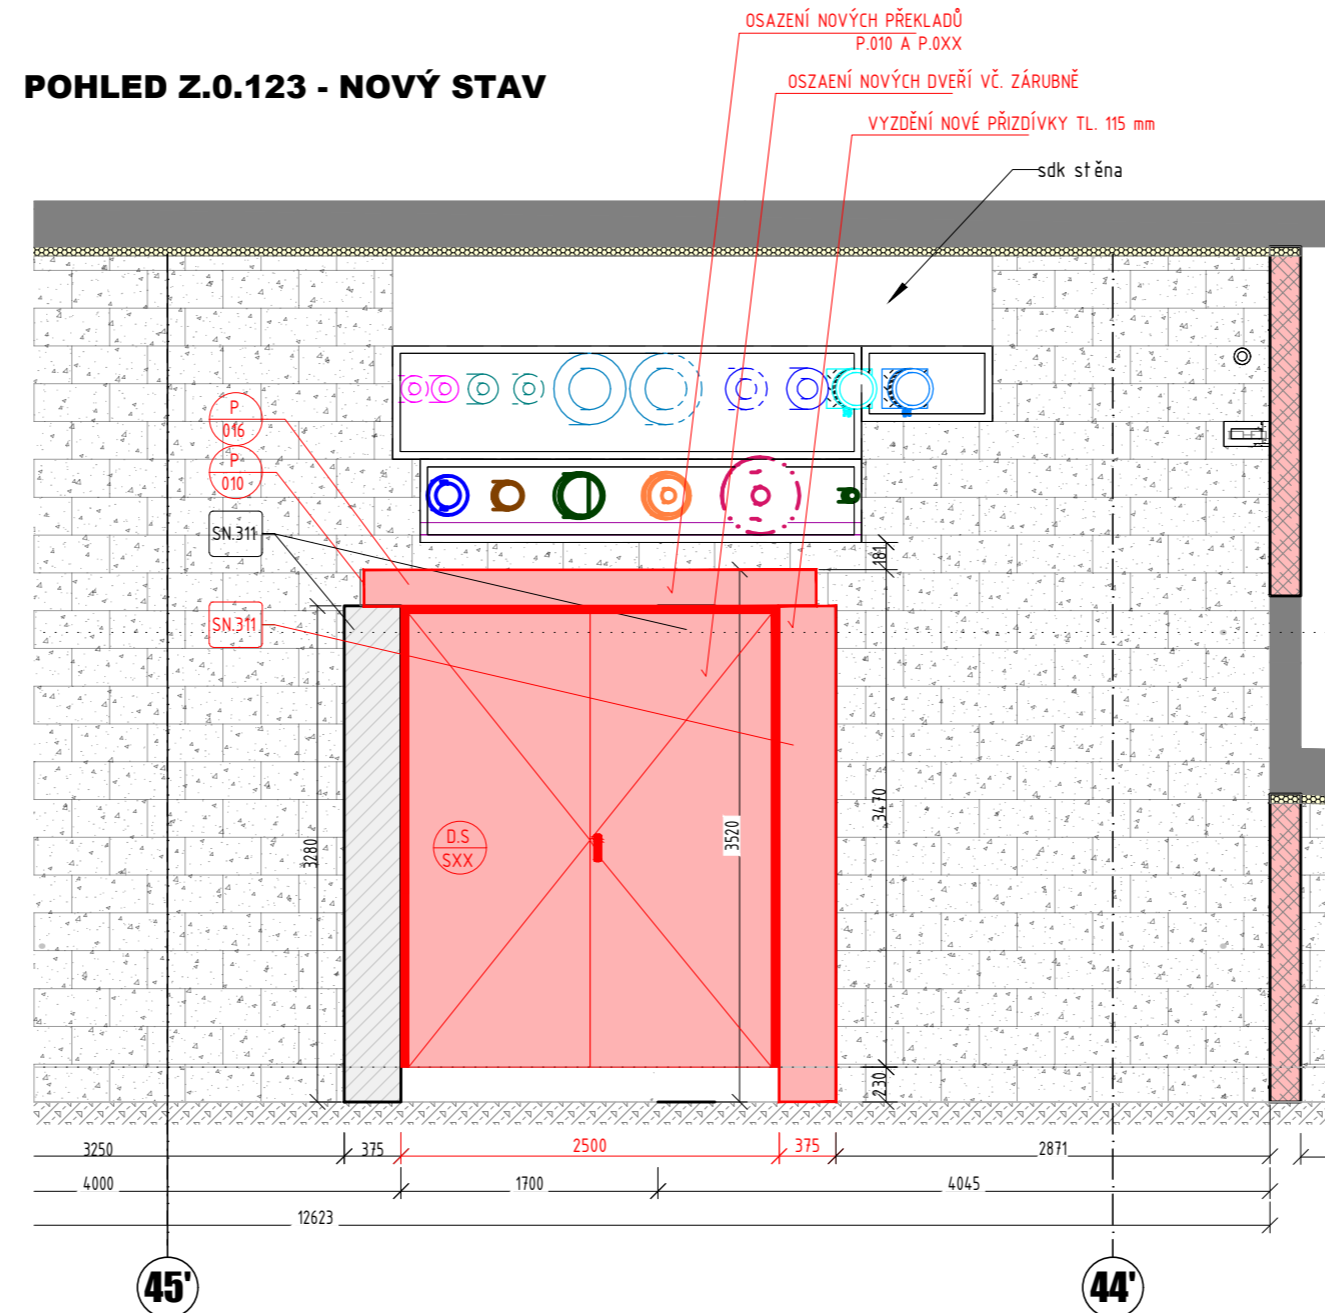 OSAZENÍ NOVÝCH PŘEKLADŮ
P.010 A P.0XX
POHLED Z.0.123 - NOVÝ STAV
OSZAENÍ NOVÝCH DVEŘÍ VČ. ZÁRUBNĚ
VYZDĚNÍ NOVÉ PŘIZDÍVKY TL. 115 mm
sdk stěna
P
016
P
010
SN.311
181
SN.311
3280
D.S
SXX
3520
3470
230
3250
375
2500
375
2871
4000
1700
4045
12623
45'
44'